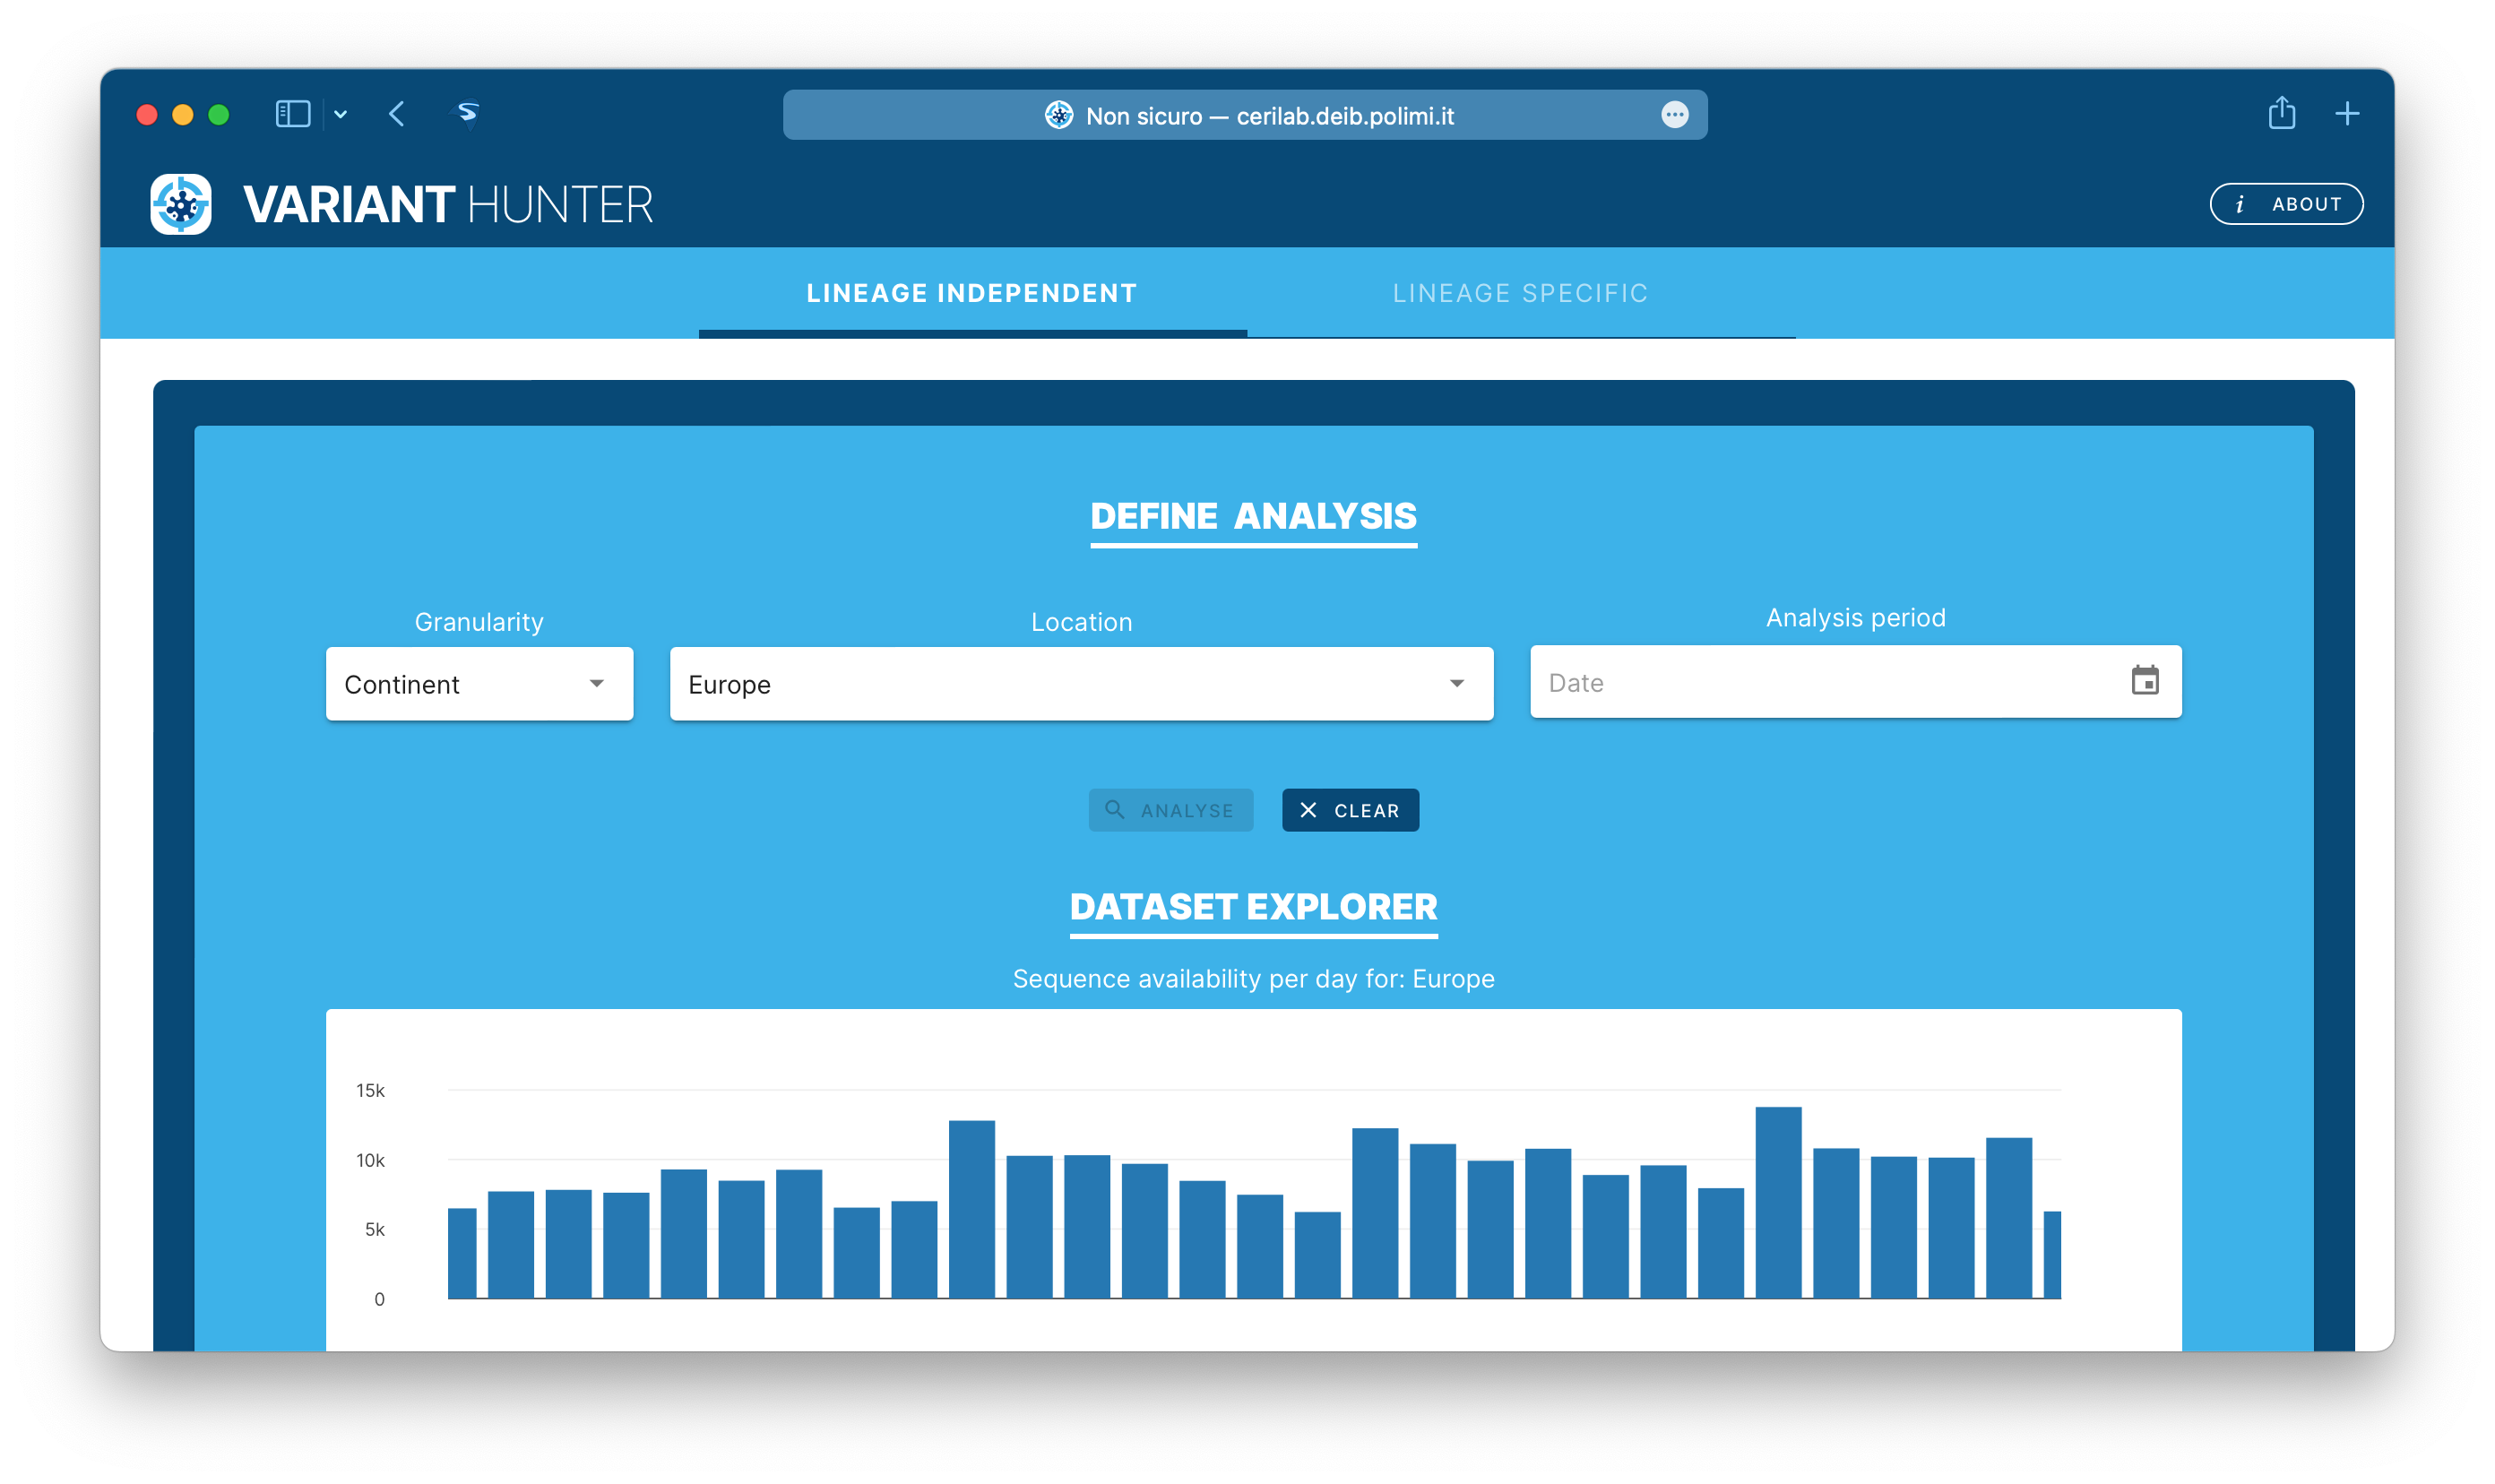 Non sicuro — cerilab.deib.polimi.it
VARIANT HUNTER
i ABOUT
LINEAGE INDEPENDENT
LINEAGE SPECIFIC
DEFINE ANALYSIS
Granularity
Location
Analysis period
Continent
Europe
Date
ANALYSE
CLEAR
DATASET EXPLORER
Sequence availability per day for: Europe
15k
10k
5k
0